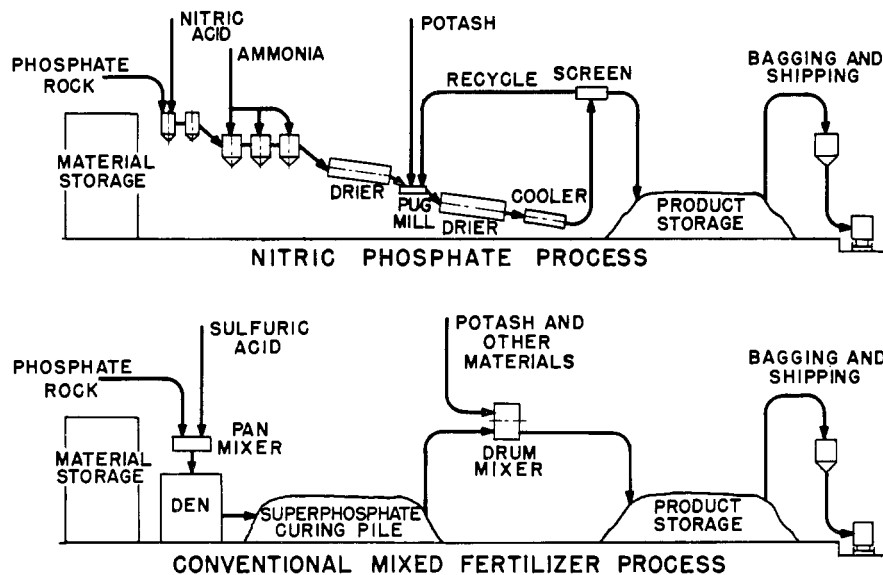 NITRIC
ACID
AMMONIA
PHOSPHATE
ROCK
MATERIAL
STORAGE
POTASH
RECYCLE
SCREEN
DRIER
PUG
MILL
DRIER
COOLER
PRODUCT
STORAGE
BAGGING AND
SHIPPING
NITRIC PHOSPHATE PROCESS
SULFURIC
ACID
PHOSPHATE
ROCK
PAN
MIXER
MATERIAL
STORAGE
DEN
SUPERPHOSPHATE
CURING PILE
POTASH AND
OTHER
MATERIALS
DRUM
MIXER
PRODUCT
STORAGE
BAGGING AND
SHIPPING
CONVENTIONAL MIXED FERTILIZER PROCESS